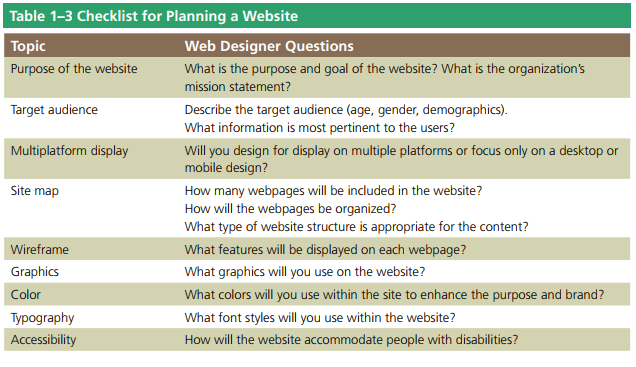 Table 1–3 Checklist for Planning a Website
Topic Web Designer Questions
Purpose of the website What is the purpose and goal of the website? What is the organization’s
mission statement?
Target audience Describe the target audience (age, gender, demographics).
What information is most pertinent to the users?
Multiplatform display Will you design for display on multiple platforms or focus only on a desktop or
mobile design?
Site map How many webpages will be included in the website?
How will the webpages be organized?
What type of website structure is appropriate for the content?
Wireframe What features will be displayed on each webpage?
Graphics What graphics will you use on the website?
Color What colors will you use within the site to enhance the purpose and brand?
Typography What font styles will you use within the website?
Accessibility How will the website accommodate people with disabilities?